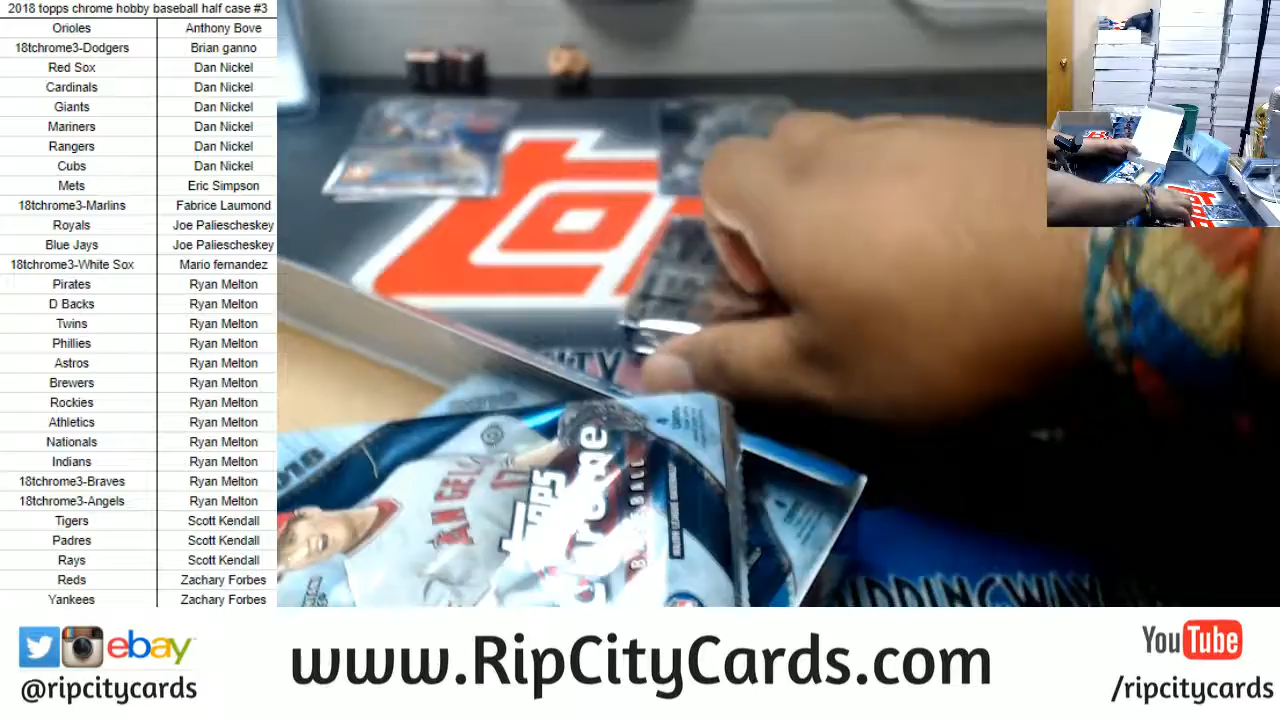 2018 topps chrome hobby baseball half case #3
Orioles Anthony Bove
18tchrome3-Dodgers Brian ganno
Red Sox Dan Nickel
Cardinals Dan Nickel
Giants Dan Nickel
Mariners Dan Nickel
Rangers Dan Nickel
Cubs Dan Nickel
Mets Eric Simpson
18tchrome3-Marlins Fabrice Laumond
Royals Joe Paliescheskey
Blue Jays Joe Paliescheskey
18tchrome3-White Sox Mario fernandez
Pirates Ryan Melton
D Backs Ryan Melton
Twins Ryan Melton
Phillies Ryan Melton
Astros Ryan Melton
Brewers Ryan Melton
Rockies Ryan Melton
Athletics Ryan Melton
Nationals Ryan Melton
Indians Ryan Melton
18tchrome3-Braves Ryan Melton
18tchrome3-Angels Ryan Melton
Tigers Scott Kendall
Padres Scott Kendall
Rays Scott Kendall
Reds Zachary Forbes
Yankees Zachary Forbes
2018
ANGELS
17
topps
chrome
BASEBALL
4
ebay
@ripcitycards
www.RipCityCards.com
YouTube
/ripcitycards